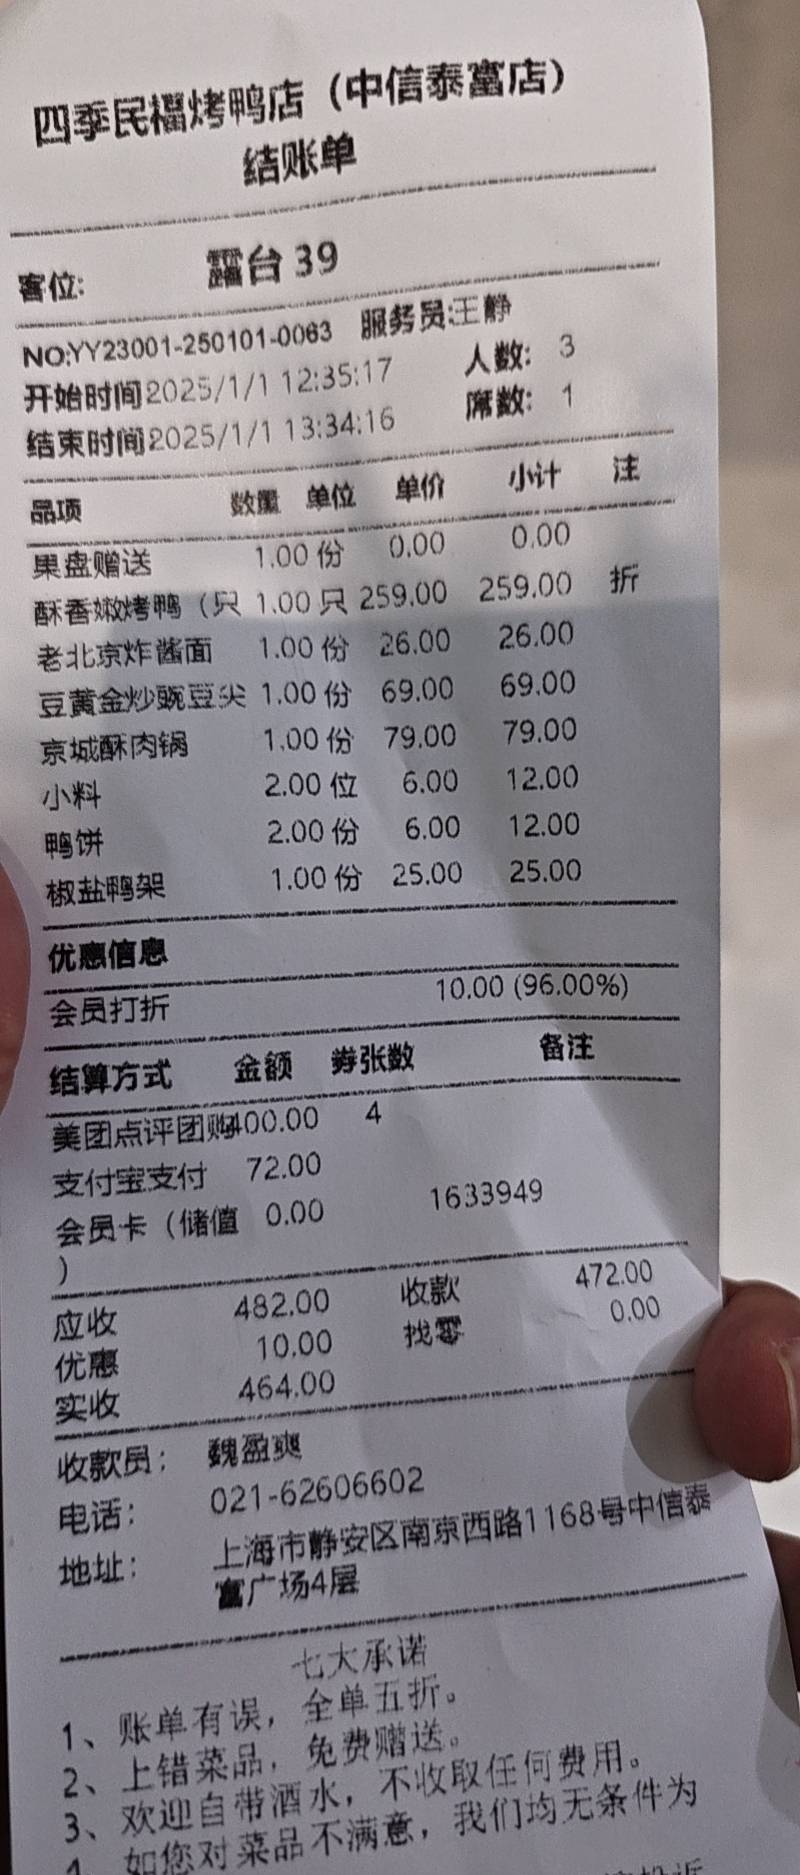 四季民福烤鸭店（中信泰富店）
结账单
客位: 露台 39
NO:YY23001-250101-0063 服务员:王静
开始时间2025/1/1 12:35:17 人数: 3
结束时间2025/1/1 13:34:16 席数: 1
品项 数量 单位 单价 小计 注
果盘赠送 1.00 份 0.00 0.00
酥香嫩烤鸭（只 1.00 只 259.00 259.00 折
老北京炸酱面 1.00 份 26.00 26.00
豆黄金炒豌豆尖 1.00 份 69.00 69.00
京城酥肉锅 1.00 份 79.00 79.00
小料 2.00 位 6.00 12.00
鸭饼 2.00 份 6.00 12.00
椒盐鸭架 1.00 份 25.00 25.00
优惠信息
会员打折 10.00 (96.00%)
结算方式 金额 券张数 备注
美团点评团购400.00 4
支付宝支付 72.00
会员卡（储值 0.00 1633949
）
应收 482.00 收款 472.00
优惠 10.00 找零 0.00
实收 464.00
收款员： 魏盈爽
电话： 021-62606602
地址： 上海市静安区南京西路1168号中信泰
富广场4层
七大承诺
1、账单有误，全单五折。
2、上错菜品，免费赠送。
3、欢迎自带酒水，不收取任何费用。
如您对菜品不满意，我们均无条件为